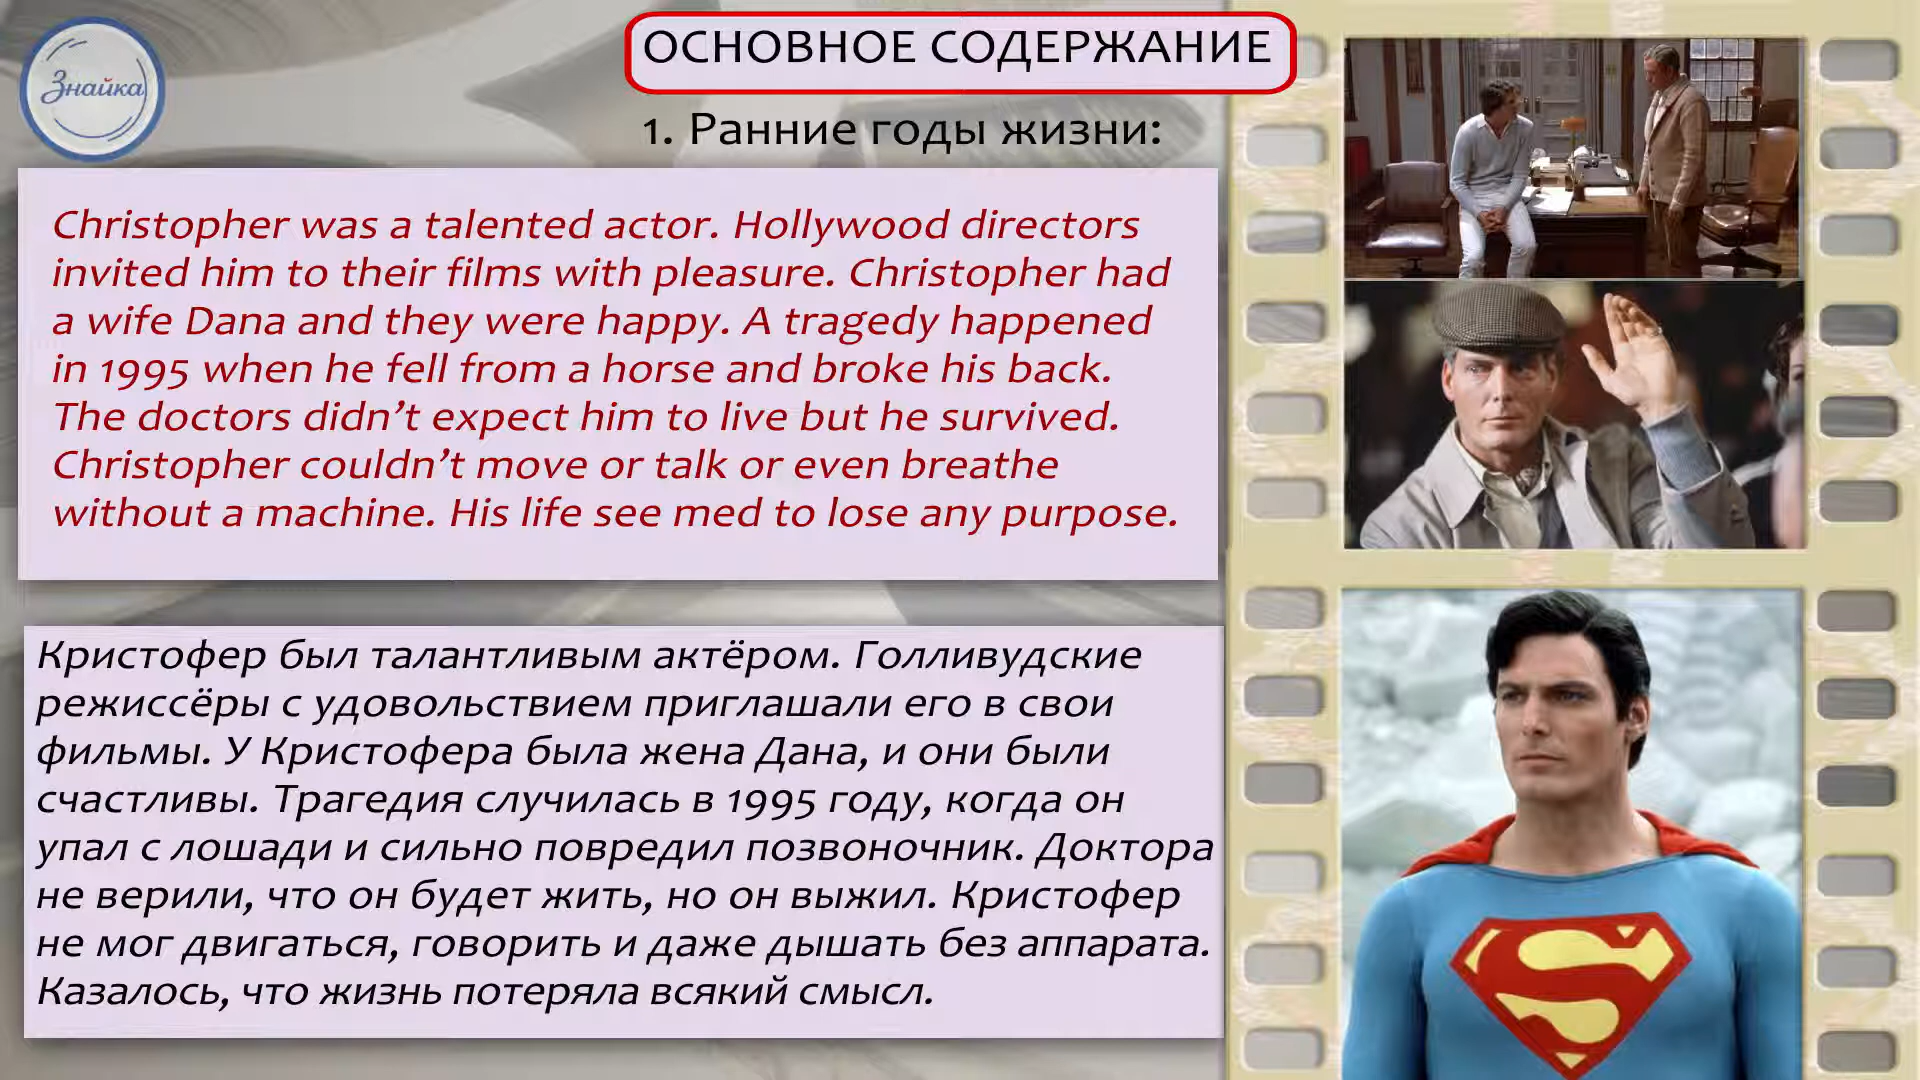 Знайка
ОСНОВНОЕ СОДЕРЖАНИЕ
1. Ранние годы жизни:
Christopher was a talented actor. Hollywood directors
invited him to their films with pleasure. Christopher had
a wife Dana and they were happy. A tragedy happened
in 1995 when he fell from a horse and broke his back.
The doctors didn’t expect him to live but he survived.
Christopher couldn’t move or talk or even breathe
without a machine. His life see med to lose any purpose.
Кристофер был талантливым актёром. Голливудские
режиссёры с удовольствием приглашали его в свои
фильмы. У Кристофера была жена Дана, и они были
счастливы. Трагедия случилась в 1995 году, когда он
упал с лошади и сильно повредил позвоночник. Доктора
не верили, что он будет жить, но он выжил. Кристофер
не мог двигаться, говорить и даже дышать без аппарата.
Казалось, что жизнь потеряла всякий смысл.